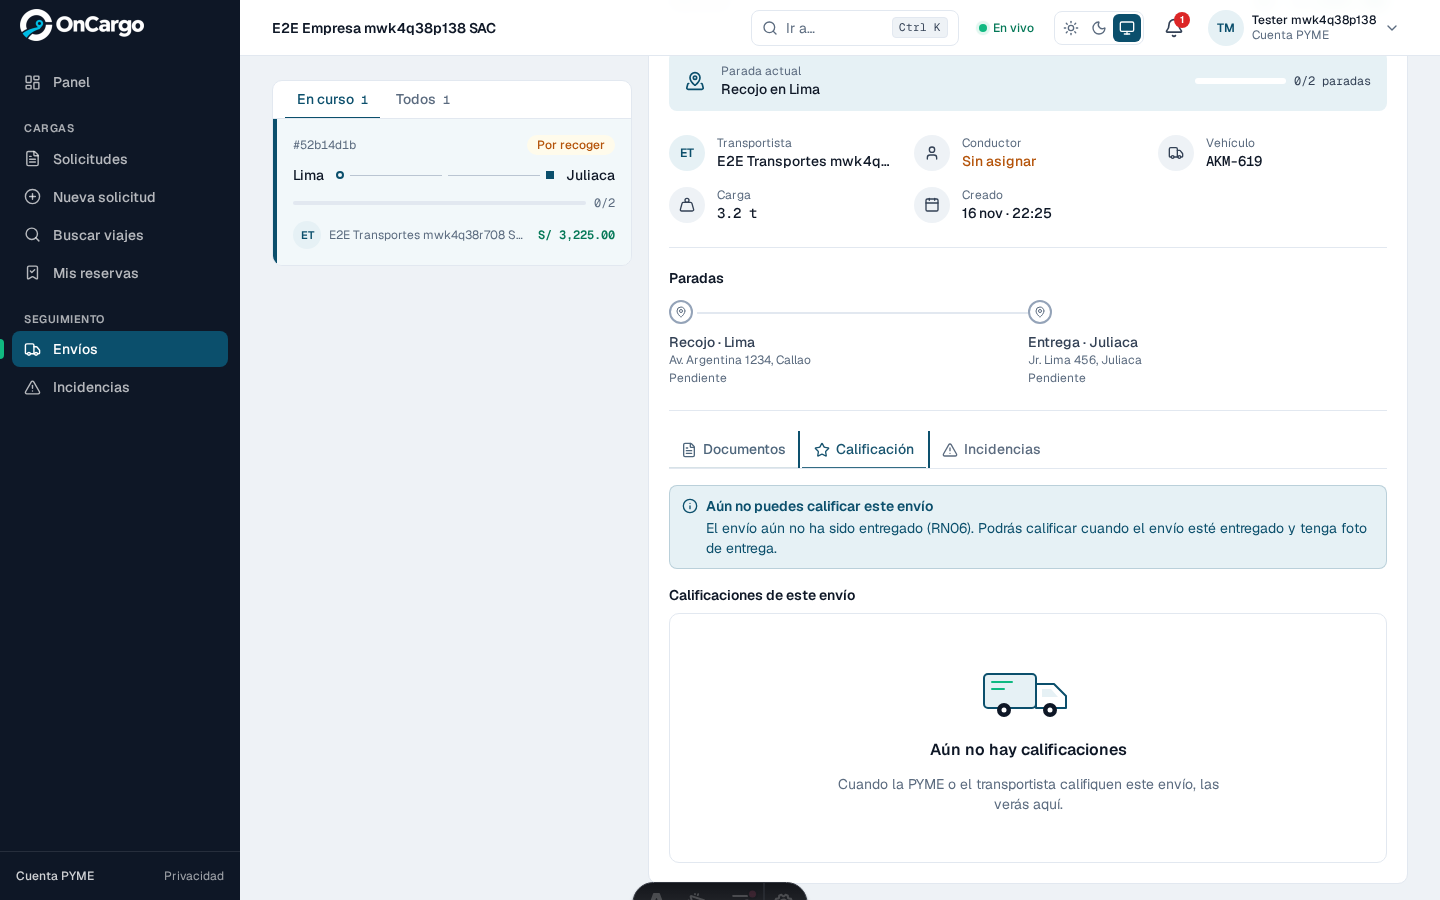 OnCargo
Panel
CARGAS
Solicitudes
Nueva solicitud
Buscar viajes
Mis reservas
SEGUIMIENTO
Envíos
Incidencias
Cuenta PYME
Privacidad
E2E Empresa mwk4q38p138 SAC
Ir a...
Ctrl K
En vivo
1
TM
Tester mwk4q38p138
Cuenta PYME
En curso 1
Todos 1
#52b14d1b
Por recoger
Lima
Juliaca
0/2
ET
E2E Transportes mwk4q38r708 S...
S/ 3,225.00
Parada actual
Recojo en Lima
0/2 paradas
ET
Transportista
E2E Transportes mwk4q...
Conductor
Sin asignar
Vehículo
AKM-619
Carga
3.2 t
Creado
16 nov · 22:25
Paradas
Recojo · Lima
Av. Argentina 1234, Callao
Pendiente
Entrega · Juliaca
Jr. Lima 456, Juliaca
Pendiente
Documentos
Calificación
Incidencias
Aún no puedes calificar este envío
El envío aún no ha sido entregado (RN06). Podrás calificar cuando el envío esté entregado y tenga foto
de entrega.
Calificaciones de este envío
Aún no hay calificaciones
Cuando la PYME o el transportista califiquen este envío, las
verás aquí.